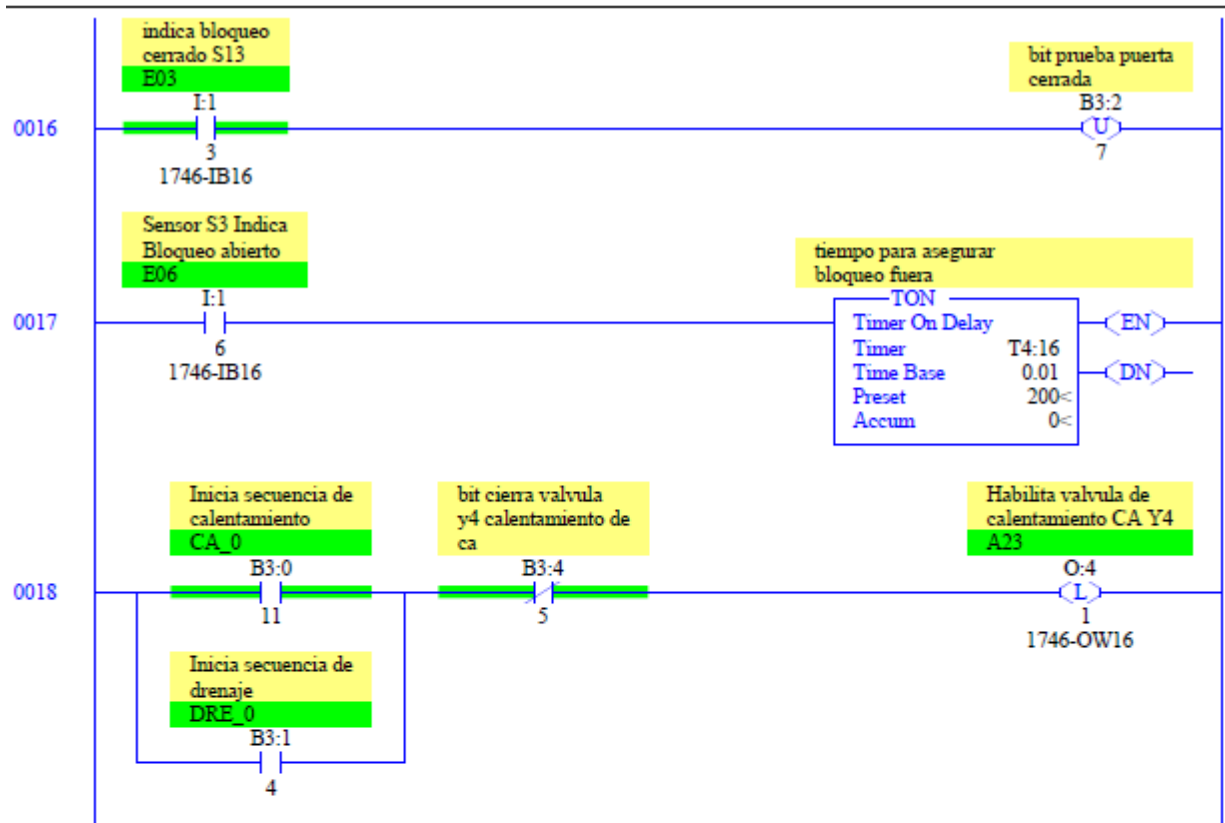 indica bloqueo
cerrado S13
E03
I:1
3
1746-IB16
bit prueba puerta
cerrada
B3:2
U
7
0016
Sensor S3 Indica
Bloqueo abierto
E06
I:1
6
1746-IB16
tiempo para asegurar
bloqueo fuera
TON
Timer On Delay
Timer T4:16
Time Base 0.01
Preset 200<
Accum 0<
EN
DN
0017
Inicia secuencia de
calentamiento
CA_0
B3:0
11
bit cierra valvula
y4 calentamiento de
ca
B3:4
5
Habilita valvula de
calentamiento CA Y4
A23
O:4
L
1
1746-OW16
0018
Inicia secuencia de
drenaje
DRE_0
B3:1
4